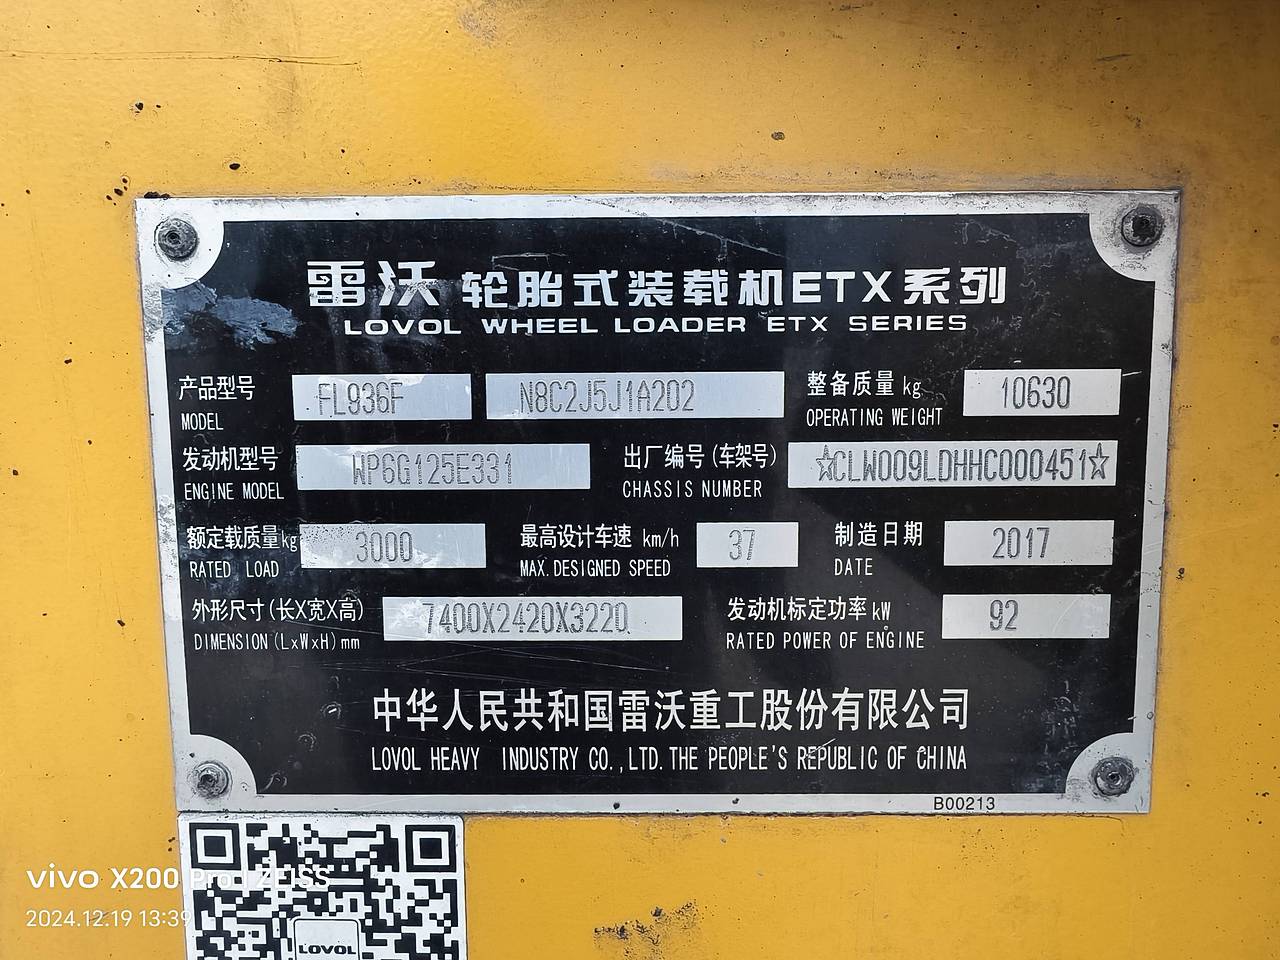 雷沃 轮胎式装载机ETX系列
LOVOL WHEEL LOADER ETX SERIES
产品型号 FL936F N8C2J5J1A202 整备质量 kg 10630
MODEL OPERATING WEIGHT
发动机型号 WP6G125E331 出厂编号(车架号) ☆CLW009LDHHC000451☆
ENGINE MODEL CHASSIS NUMBER
额定载质量kg 3000 最高设计车速 km/h 37 制造日期 2017
RATED LOAD MAX.DESIGNED SPEED DATE
外形尺寸(长X宽X高) 7400X2420X3220 发动机标定功率kW 92
DIMENSION(LxWxH)mm RATED POWER OF ENGINE
中华人民共和国雷沃重工股份有限公司
LOVOL HEAVY INDUSTRY CO.,LTD.THE PEOPLE'S REPUBLIC OF CHINA
B00213
vivo X200 Pro | ZEISS
2024.12.19 13:39
LOVOL